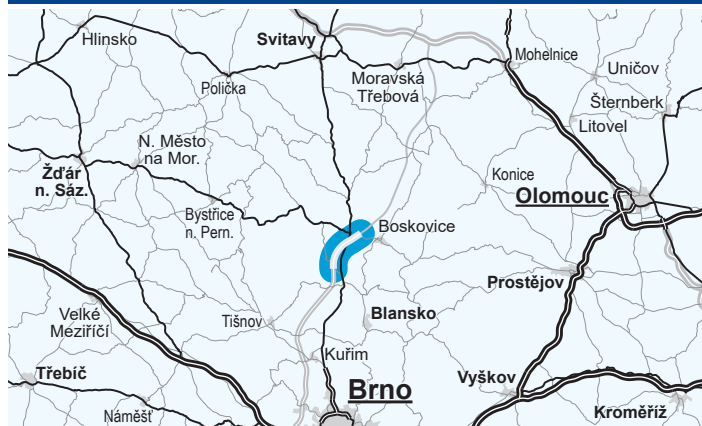 Hlinsko
Svitavy
Mohelnice
Moravská
Třebová
Uničov
Polička
Šternberk
Litovel
N. Město
na Mor.
Žďár
n. Sáz.
Konice
Olomouc
Bystřice
n. Pern.
Boskovice
Prostějov
Velké
Meziříčí
Blansko
Tišnov
Kuřim
Třebíč
Brno
Vyškov
Náměšť
Kroměříž